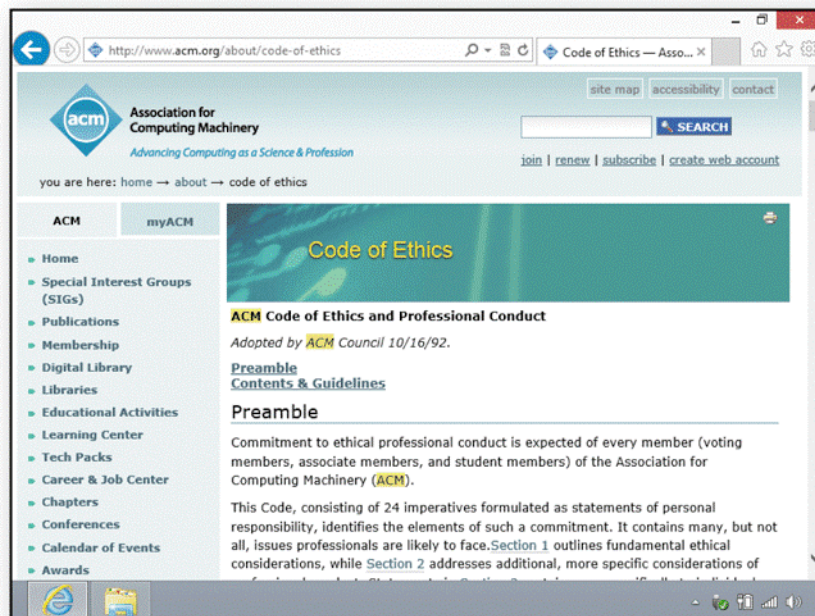 http://www.acm.org/about/code-of-ethics
Code of Ethics — Asso...
site map accessibility contact
acm
Association for
Computing Machinery
Advancing Computing as a Science & Profession
SEARCH
join | renew | subscribe | create web account
you are here: home → about → code of ethics
ACM myACM
Home
Special Interest Groups
(SIGs)
Publications
Membership
Digital Library
Libraries
Educational Activities
Learning Center
Tech Packs
Career & Job Center
Chapters
Conferences
Calendar of Events
Awards
Code of Ethics
ACM Code of Ethics and Professional Conduct
Adopted by ACM Council 10/16/92.
Preamble
Contents & Guidelines
Preamble
Commitment to ethical professional conduct is expected of every member (voting
members, associate members, and student members) of the Association for
Computing Machinery (ACM).
This Code, consisting of 24 imperatives formulated as statements of personal
responsibility, identifies the elements of such a commitment. It contains many, but not
all, issues professionals are likely to face.Section 1 outlines fundamental ethical
considerations, while Section 2 addresses additional, more specific considerations of